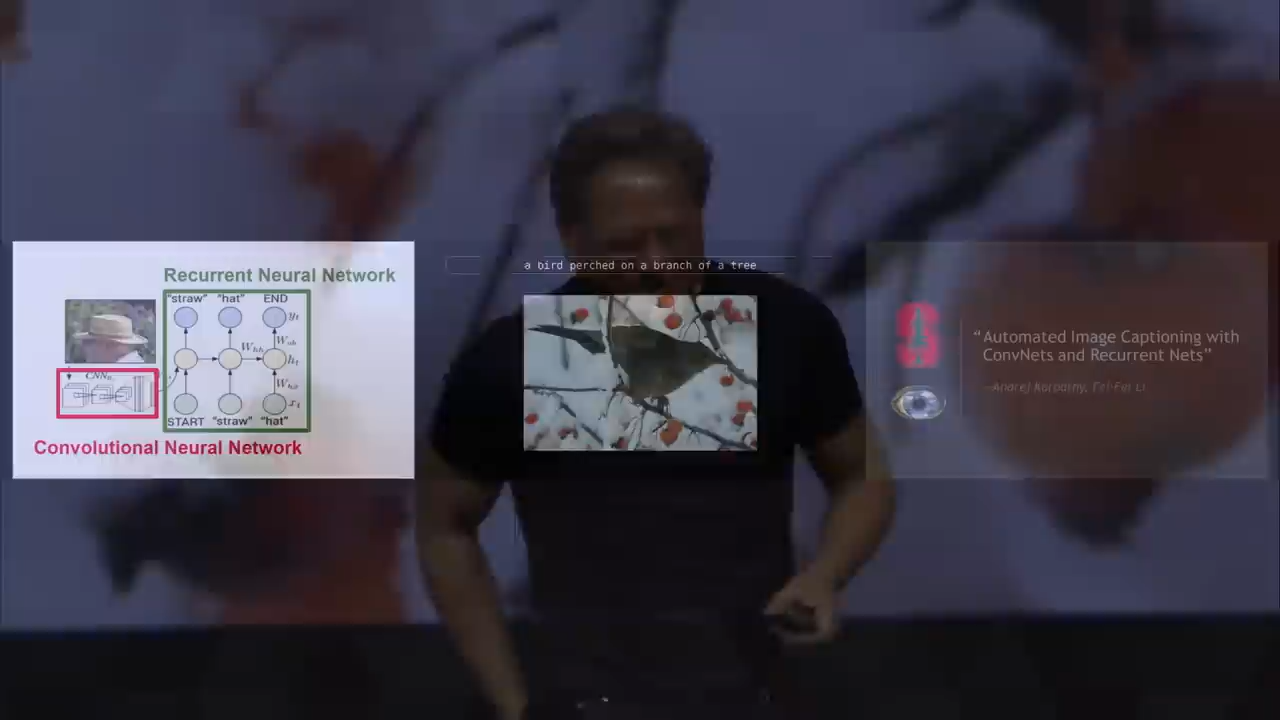 Recurrent Neural Network
"straw" "hat" END
START "straw" "hat"
Convolutional Neural Network
a bird perched on a branch of a tree
"Automated Image Captioning with
ConvNets and Recurrent Nets"
—Andrej Karpathy, Fei-Fei Li